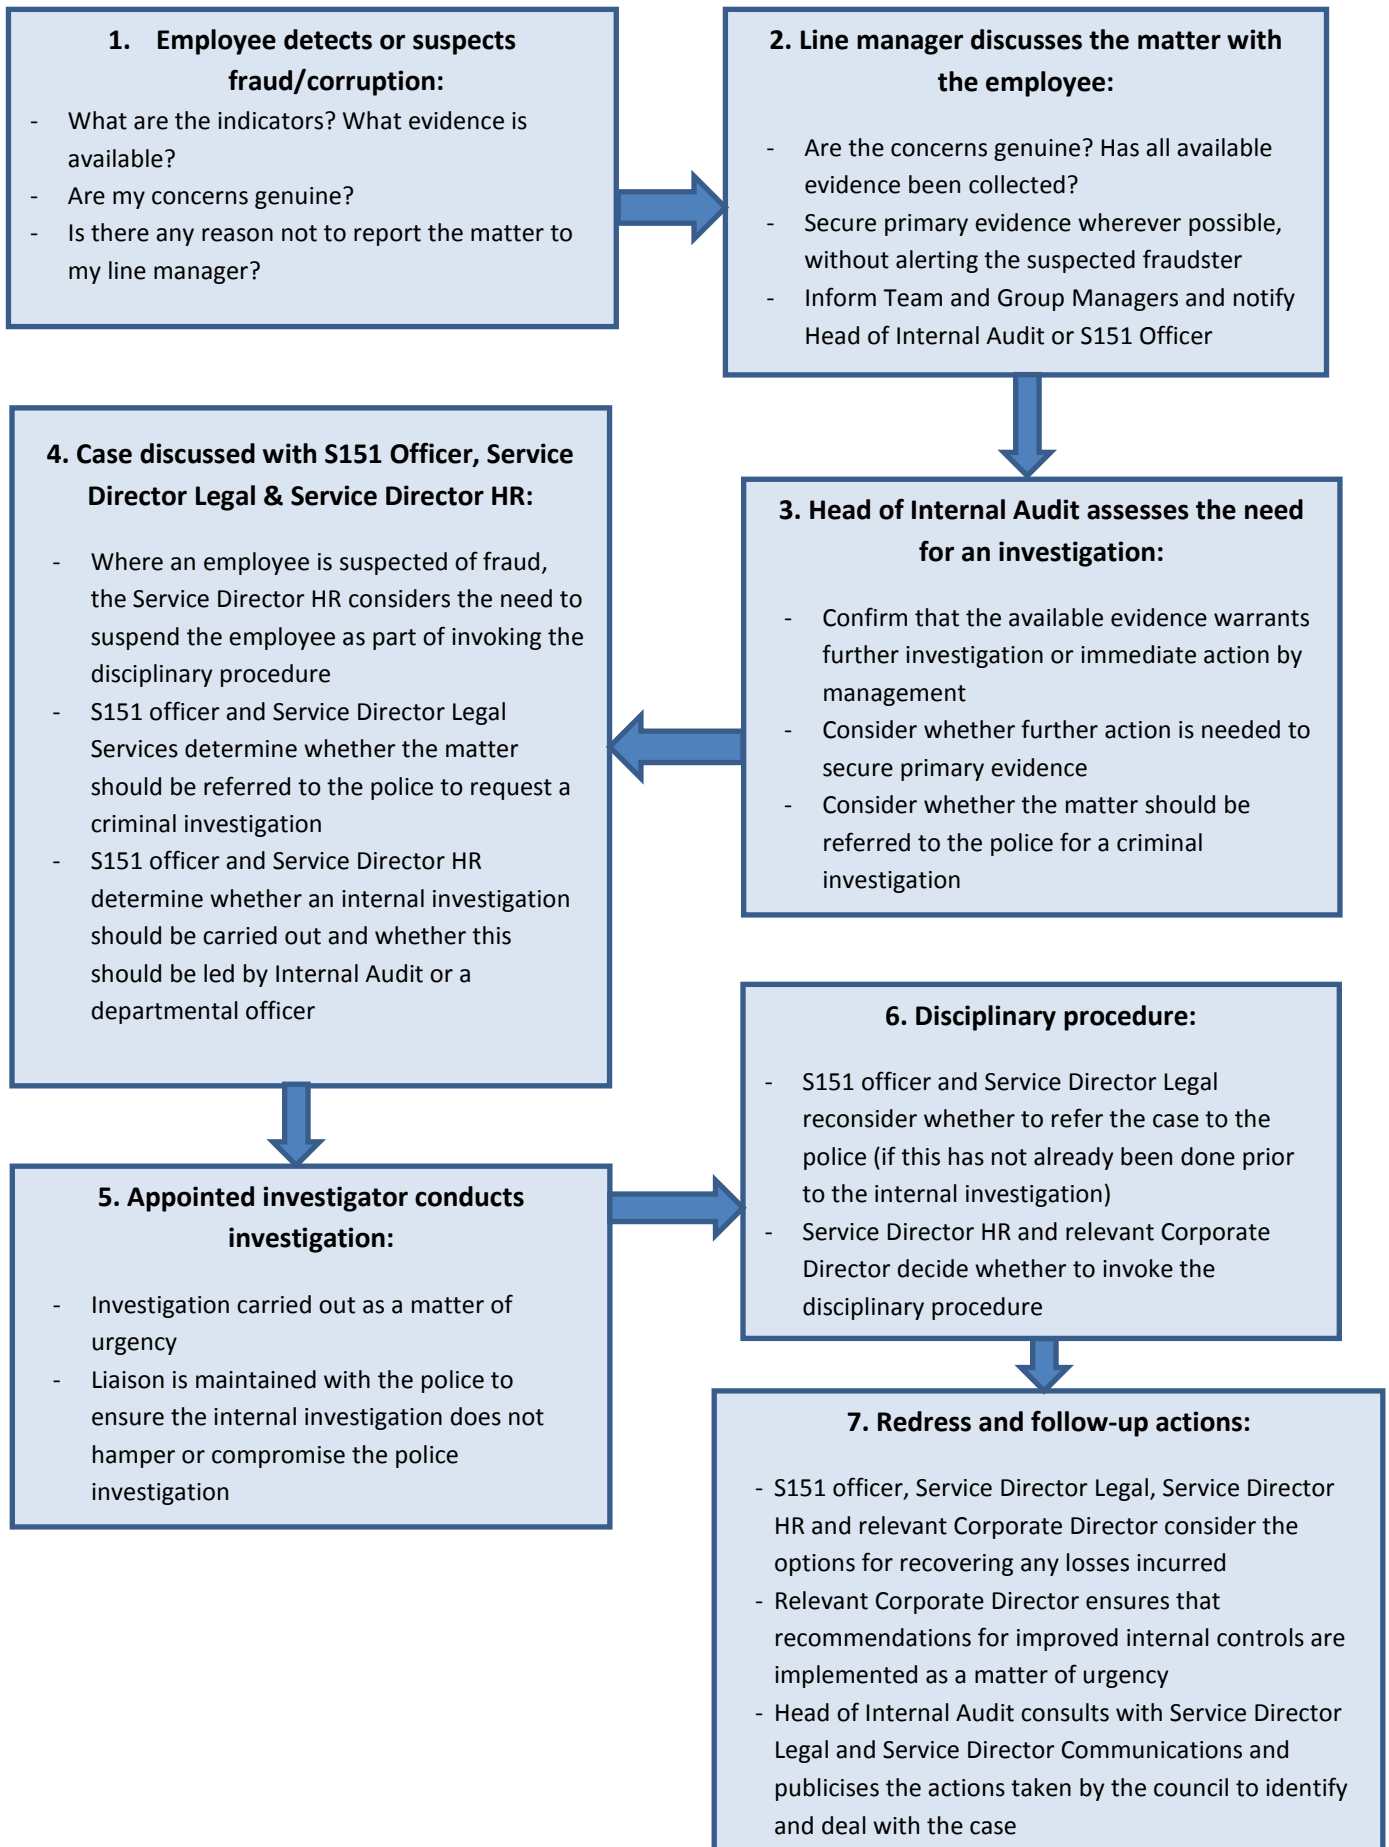 1. Employee detects or suspects
fraud/corruption:
- What are the indicators? What evidence is
available?
- Are my concerns genuine?
- Is there any reason not to report the matter to
my line manager?
2. Line manager discusses the matter with
the employee:
- Are the concerns genuine? Has all available
evidence been collected?
- Secure primary evidence wherever possible,
without alerting the suspected fraudster
- Inform Team and Group Managers and notify
Head of Internal Audit or S151 Officer
3. Head of Internal Audit assesses the need
for an investigation:
- Confirm that the available evidence warrants
further investigation or immediate action by
management
- Consider whether further action is needed to
secure primary evidence
- Consider whether the matter should be
referred to the police for a criminal
investigation
4. Case discussed with S151 Officer, Service
Director Legal & Service Director HR:
- Where an employee is suspected of fraud,
the Service Director HR considers the need to
suspend the employee as part of invoking the
disciplinary procedure
- S151 officer and Service Director Legal
Services determine whether the matter
should be referred to the police to request a
criminal investigation
- S151 officer and Service Director HR
determine whether an internal investigation
should be carried out and whether this
should be led by Internal Audit or a
departmental officer
5. Appointed investigator conducts
investigation:
- Investigation carried out as a matter of
urgency
- Liaison is maintained with the police to
ensure the internal investigation does not
hamper or compromise the police
investigation
6. Disciplinary procedure:
- S151 officer and Service Director Legal
reconsider whether to refer the case to the
police (if this has not already been done prior
to the internal investigation)
- Service Director HR and relevant Corporate
Director decide whether to invoke the
disciplinary procedure
7. Redress and follow-up actions:
- S151 officer, Service Director Legal, Service Director
HR and relevant Corporate Director consider the
options for recovering any losses incurred
- Relevant Corporate Director ensures that
recommendations for improved internal controls are
implemented as a matter of urgency
- Head of Internal Audit consults with Service Director
Legal and Service Director Communications and
publicises the actions taken by the council to identify
and deal with the case